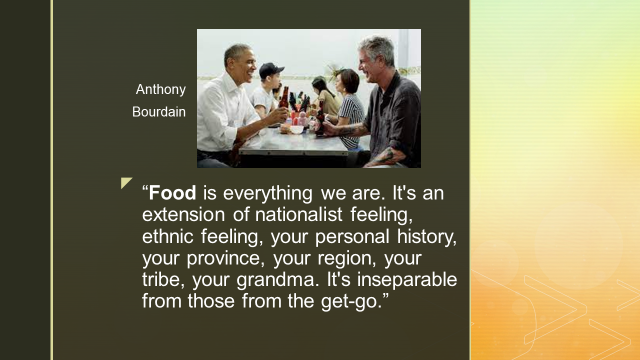 Anthony
Bourdain
“Food is everything we are. It's an
extension of nationalist feeling,
ethnic feeling, your personal history,
your province, your region, your
tribe, your grandma. It's inseparable
from those from the get-go.”